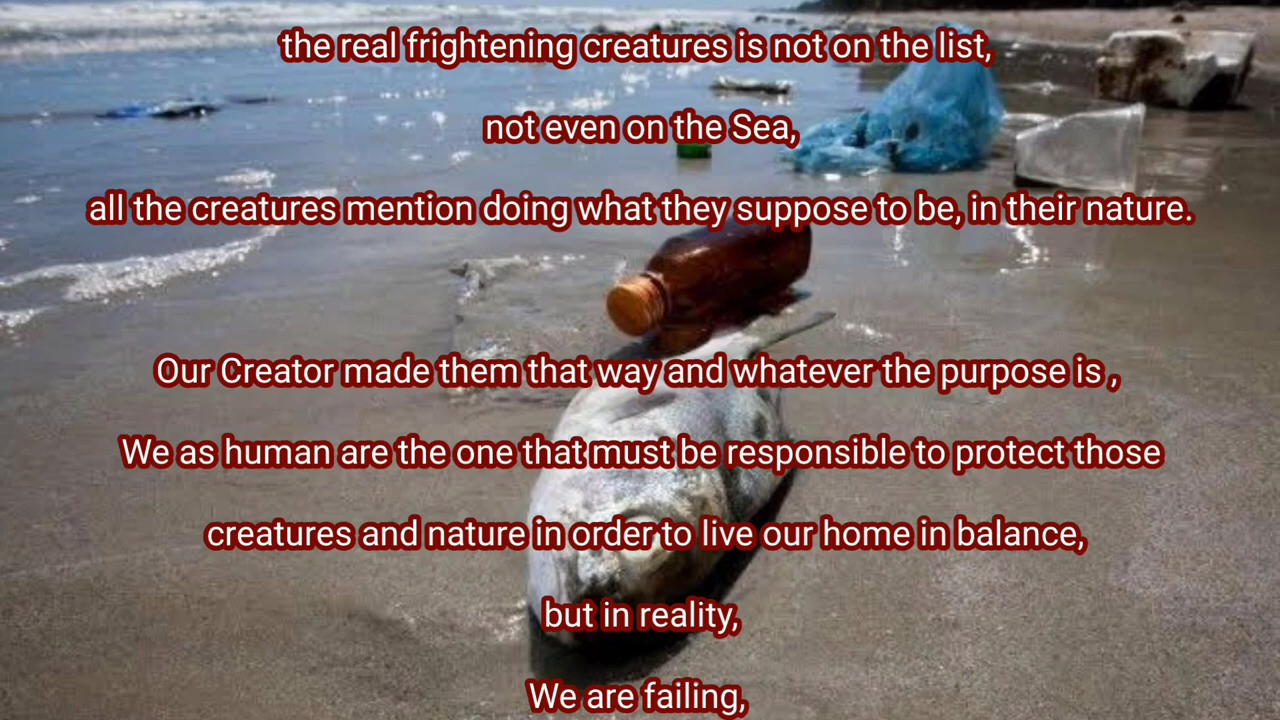 the real frightening creatures is not on the list,
not even on the Sea,
all the creatures mention doing what they suppose to be, in their nature.
Our Creator made them that way and whatever the purpose is ,
We as human are the one that must be responsible to protect those
creatures and nature in order to live our home in balance,
but in reality,
We are failing,